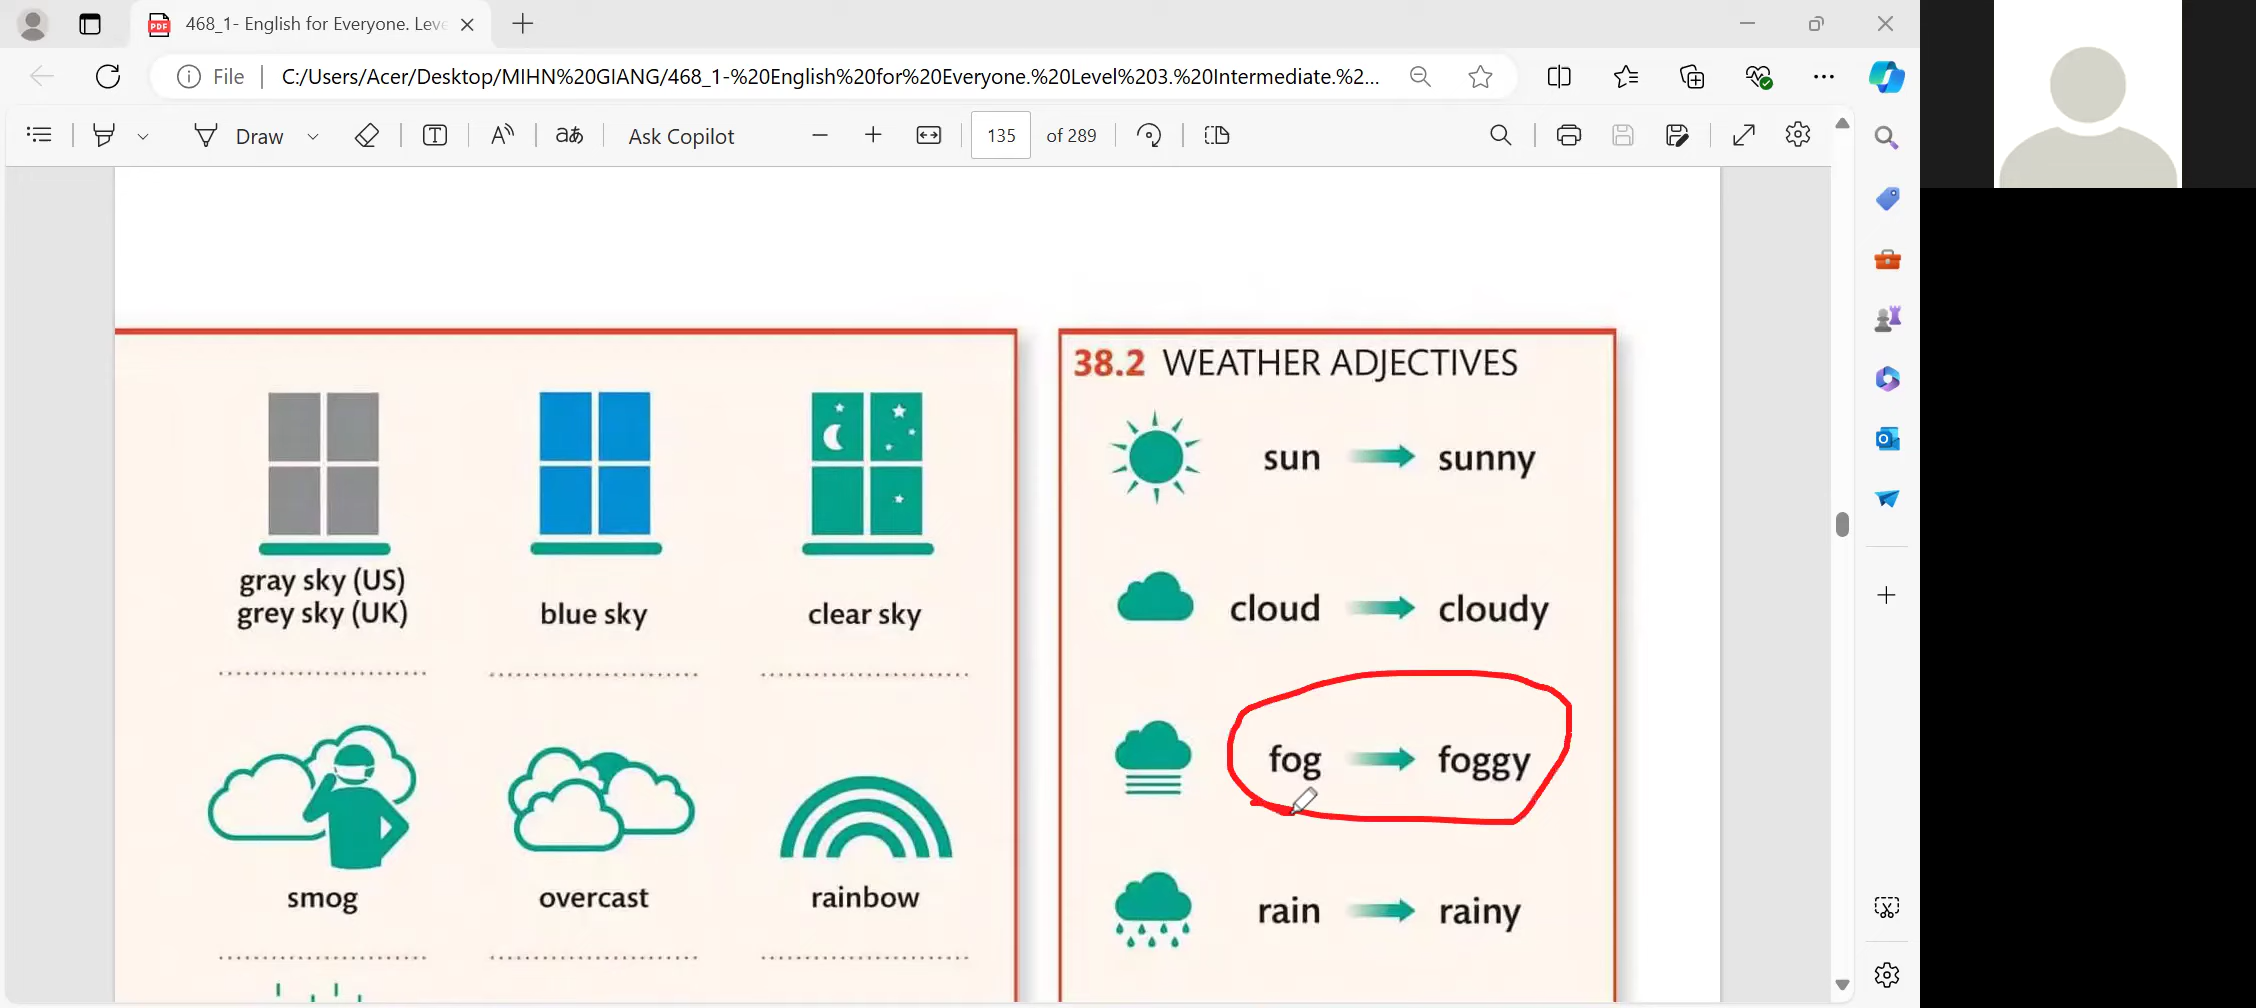 468_1- English for Everyone. Leve
File
C:/Users/Acer/Desktop/MIHN%20GIANG/468_1-%20English%20for%20Everyone.%20Level%203.%20Intermediate.%2...
Draw
aあ
Ask Copilot
135 of 289
gray sky (US)
grey sky (UK)
blue sky
clear sky
smog
overcast
rainbow
38.2 WEATHER ADJECTIVES
sun sunny
cloud cloudy
fog foggy
rain rainy